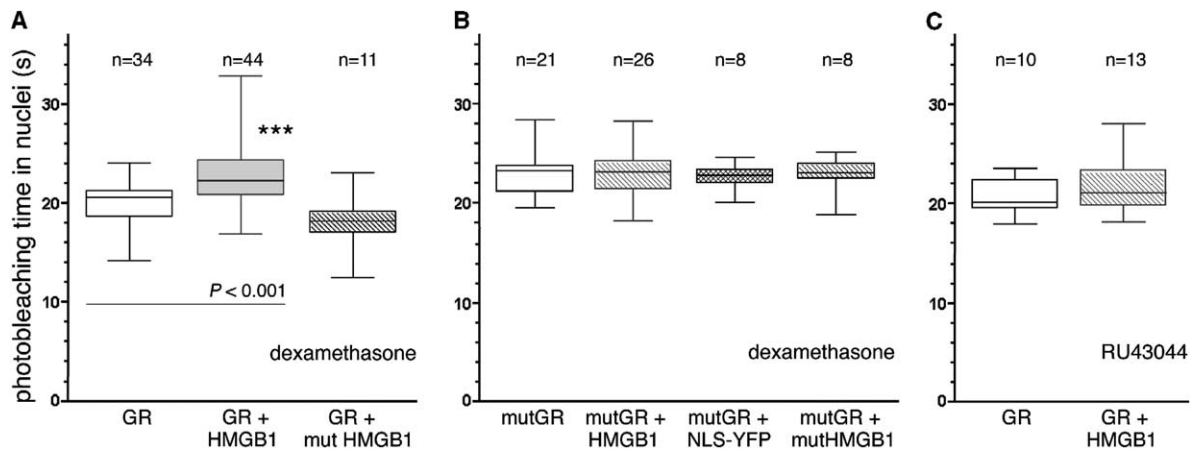 A
B
C
photobleaching time in nuclei (s)
n=34
n=44
n=11
30
20
10
0
***
P < 0.001
dexamethasone
GR
GR +
HMGB1
GR +
mut HMGB1
n=21
n=26
n=8
n=8
30
20
10
0
dexamethasone
mutGR
mutGR +
HMGB1
mutGR +
NLS-YFP
mutGR +
mutHMGB1
n=10
n=13
30
20
10
0
RU43044
GR
GR +
HMGB1